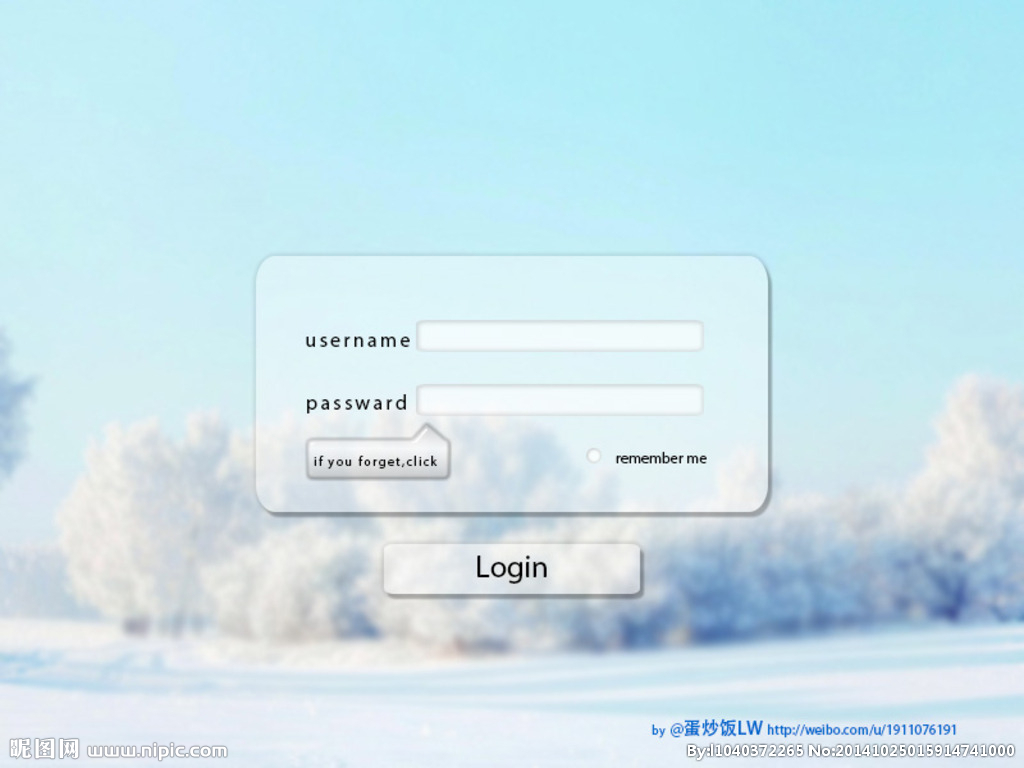 username
passward
if you forget,click
remember me
Login
by @蛋炒饭LW http://weibo.com/u/1911076191
昵图网 www.nipic.com
By:l1040372265 No:20141025015914741000